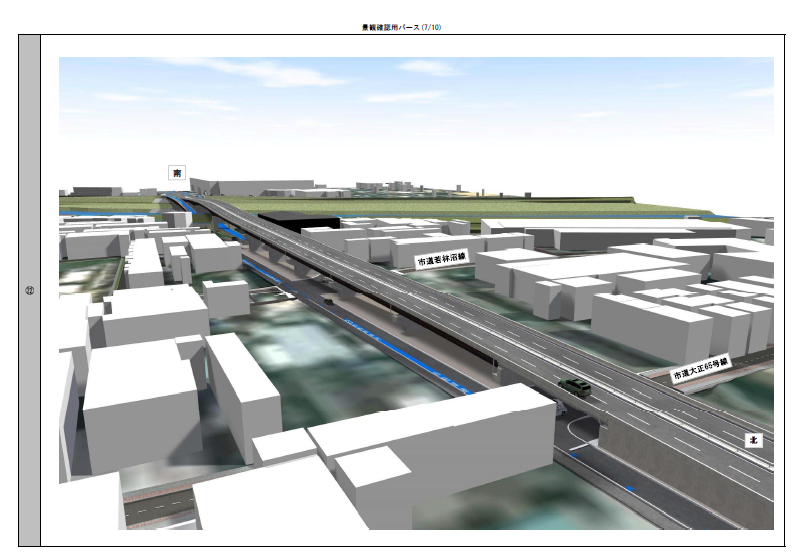 景観確認用パース(7/10)
南
市道若林沼線
㉒
市道大正65号線
北